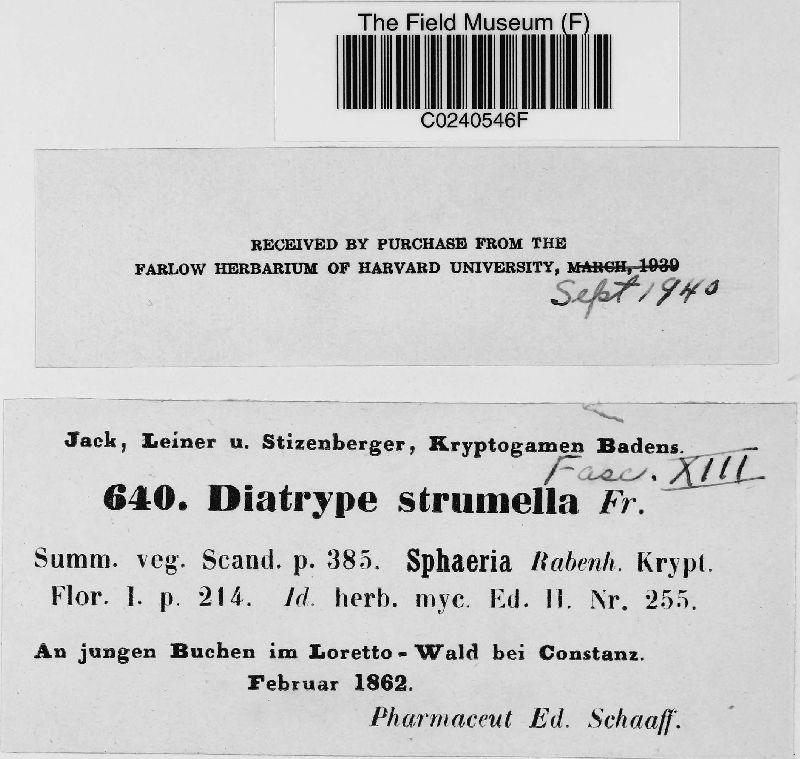 The Field Museum (F)
C0240546F
RECEIVED BY PURCHASE FROM THE
FARLOW HERBARIUM OF HARVARD UNIVERSITY, MARCH, 1939
Sept 1940
Jack, Leiner u. Stizenberger, Kryptogamen Badens.
Fasc. XIII
640. Diatrype strumella Fr.
Summ. veg. Scand. p. 385. Sphaeria Rabenh. Krypt.
Flor. I. p. 214. Id. herb. myc. Ed. II. Nr. 255.
An jungen Buchen im Loretto-Wald bei Constanz.
Februar 1862.
Pharmaceut Ed. Schaaff.